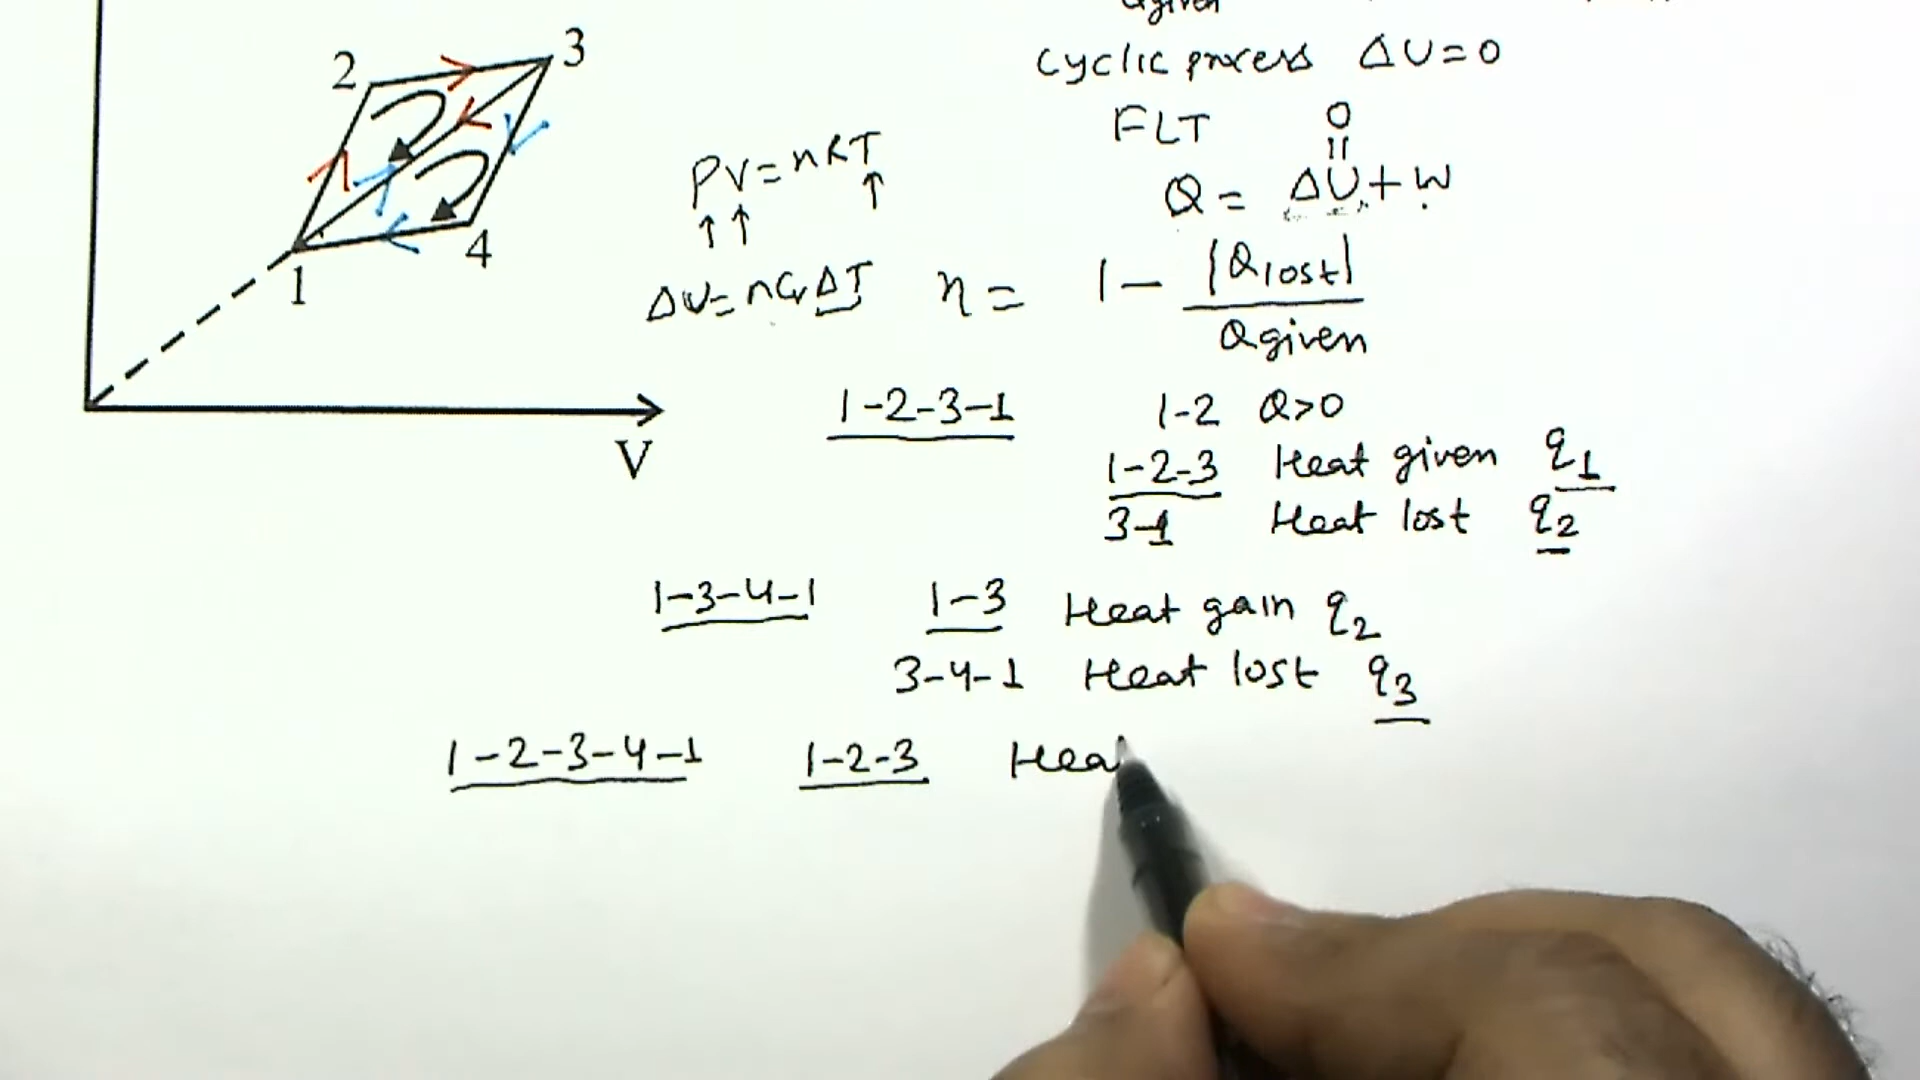 Qgiven
cyclic process ΔU=0
2
3
FLT
0
PV=nRT
Q = ΔU+W
4
1
ΔU=nCvΔT
η = 1 - |Qlost| / Qgiven
1-2-3-1
1-2 Q>0
V
1-2-3 Heat given q1
3-1 Heat lost q2
1-3-4-1 1-3 Heat gain q2
3-4-1 Heat lost q3
1-2-3-4-1 1-2-3 Hea